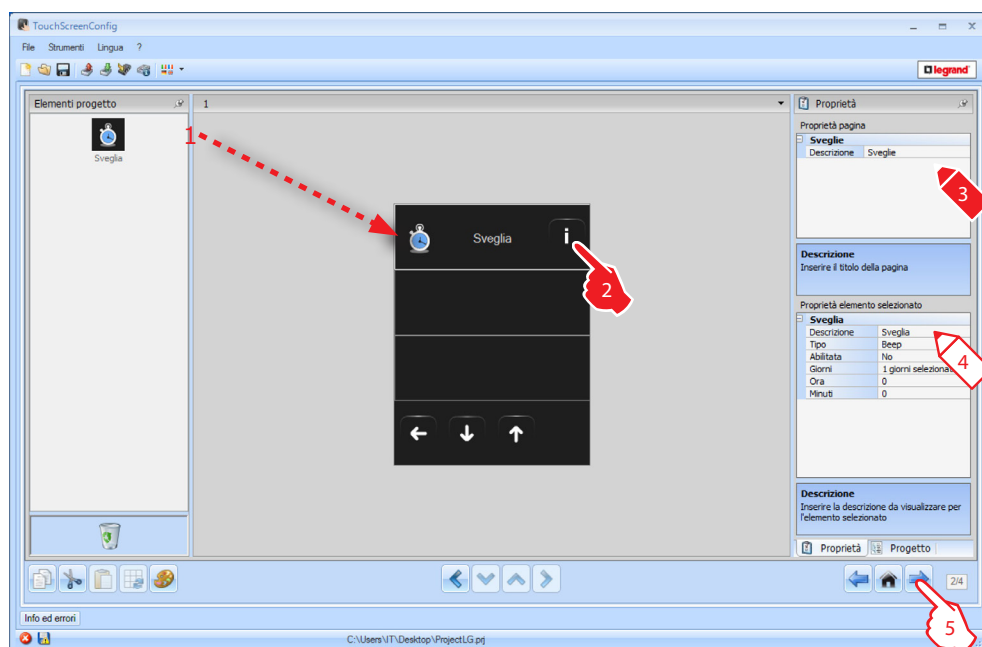 TouchScreenConfig
File Strumenti Lingua ?
legrand
Elementi progetto
1
Proprietà
Sveglia
1
Proprietà pagina
Sveglie
Descrizione Sveglie
3
Sveglia
i
2
Descrizione
Inserire il titolo della pagina
Proprietà elemento selezionato
Sveglia
Descrizione Sveglia
Tipo Beep
Abilitata No
Giorni 1 giorni selezionat
Ora 0
Minuti 0
4
Descrizione
Inserire la descrizione da visualizzare per
l'elemento selezionato
Proprietà Progetto
2/4
5
Info ed errori
C:\Users\IT\Desktop\ProjectLG.prj